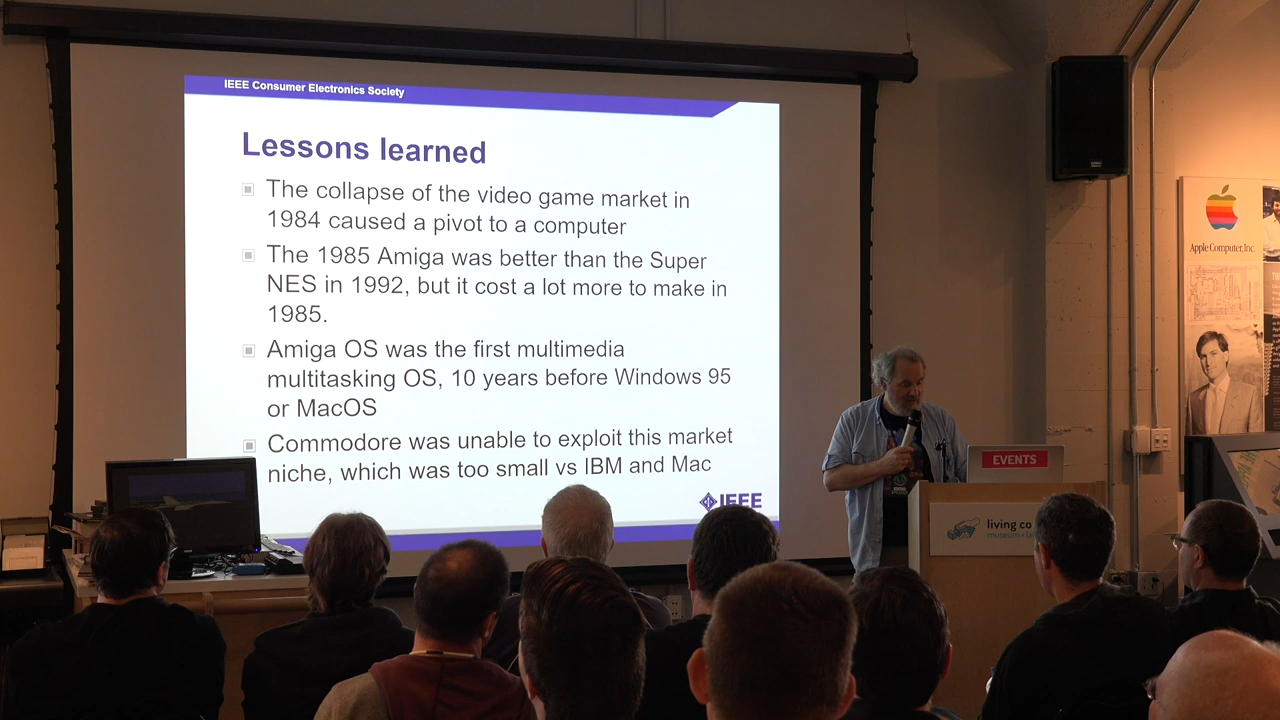 IEEE Consumer Electronics Society
Lessons learned
The collapse of the video game market in
1984 caused a pivot to a computer
The 1985 Amiga was better than the Super
NES in 1992, but it cost a lot more to make in
1985.
Amiga OS was the first multimedia
multitasking OS, 10 years before Windows 95
or MacOS
Commodore was unable to exploit this market
niche, which was too small vs IBM and Mac
IEEE
EVENTS
living co
museum
Apple Computer, Inc.